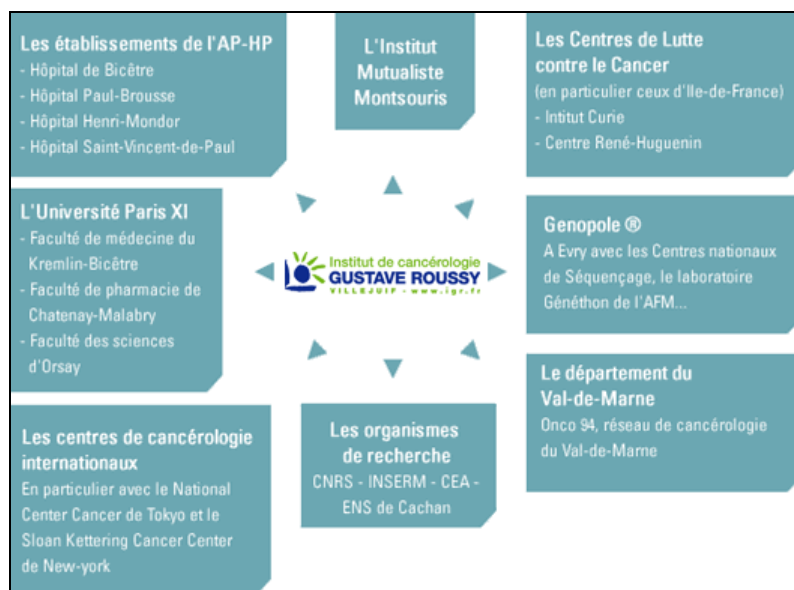 Les établissements de l'AP-HP
- Hôpital de Bicêtre
- Hôpital Paul-Brousse
- Hôpital Henri-Mondor
- Hôpital Saint-Vincent-de-Paul
L'Institut
Mutualiste
Montsouris
Les Centres de Lutte
contre le Cancer
(en particulier ceux d'Ile-de-France)
- Intitut Curie
- Centre René-Huguenin
L'Université Paris XI
- Faculté de médecine du
Kremlin-Bicêtre
- Faculté de pharmacie de
Chatenay-Malabry
- Faculté des sciences
d'Orsay
Institut de cancérologie
GUSTAVE ROUSSY
VILLEJUIF - www.igr.fr
Genopole ®
A Evry avec les Centres nationaux
de Séquençage, le laboratoire
Généthon de l'AFM...
Le département du
Val-de-Marne
Onco 94, réseau de cancérologie
du Val-de-Marne
Les centres de cancérologie
internationaux
En particulier avec le National
Center Cancer de Tokyo et le
Sloan Kettering Cancer Center
de New-york
Les organismes
de recherche
CNRS - INSERM - CEA -
ENS de Cachan